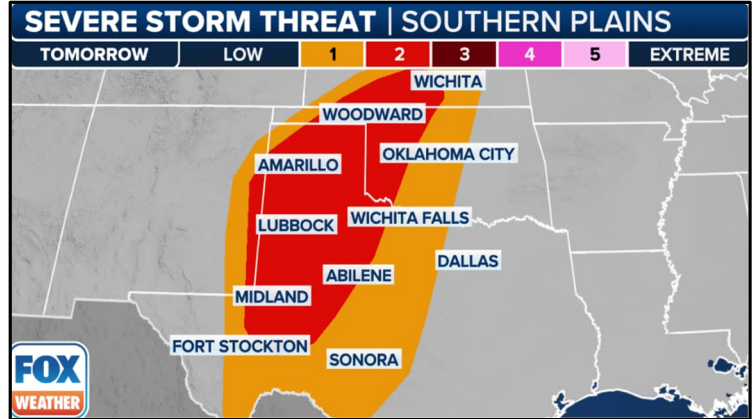 SEVERE STORM THREAT | SOUTHERN PLAINS
TOMORROW LOW 1 2 3 4 5 EXTREME
WICHITA
WOODWARD
OKLAHOMA CITY
AMARILLO
WICHITA FALLS
LUBBOCK
DALLAS
ABILENE
MIDLAND
FORT STOCKTON
SONORA
FOX
WEATHER